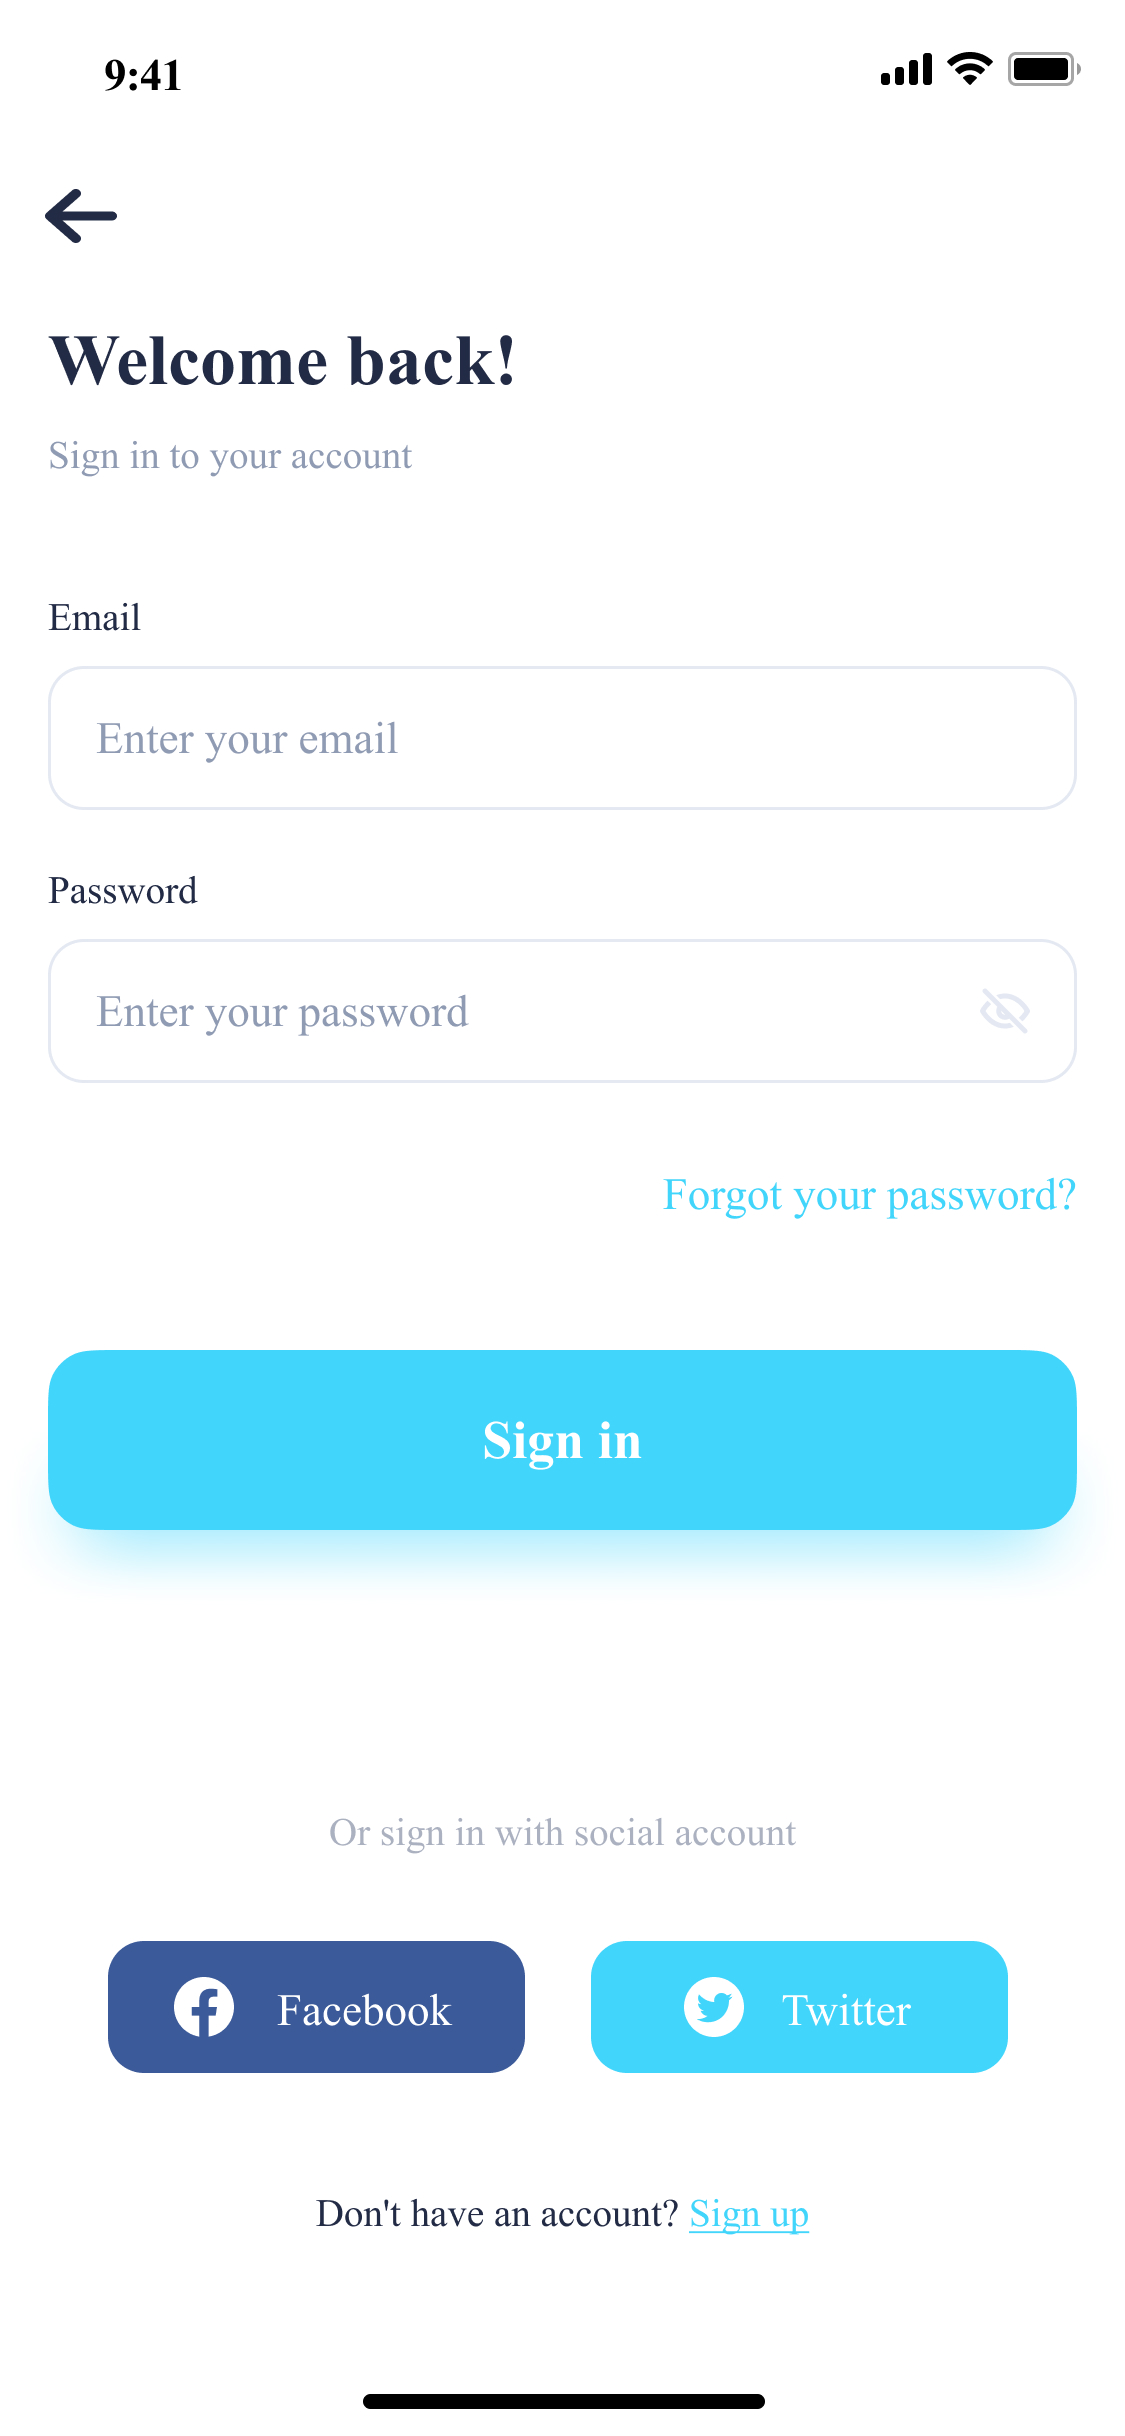 9:41
Welcome back!
Sign in to your account
Email
Enter your email
Password
Enter your password
Forgot your password?
Sign in
Or sign in with social account
Facebook
Twitter
Don't have an account? Sign up